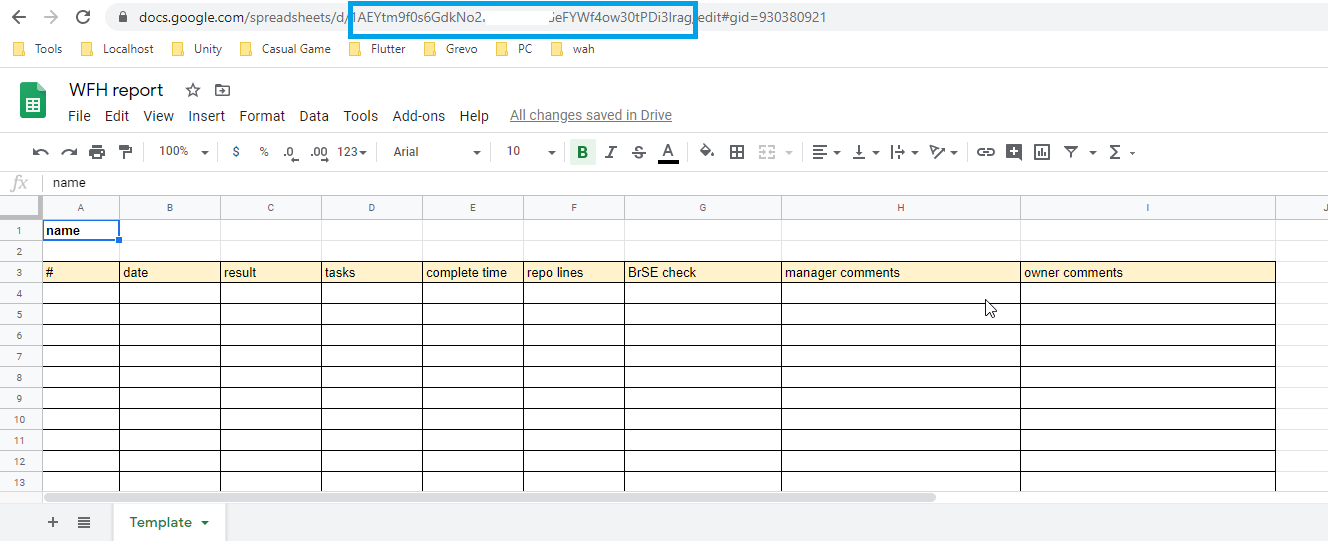 docs.google.com/spreadsheets/d/1AEYtm9f0s6GdkNo2 eFYWf4ow30tPDi3Irag/edit#gid=930380921
Tools Localhost Unity Casual Game Flutter Grevo PC wah
WFH report
File Edit View Insert Format Data Tools Add-ons Help All changes saved in Drive
100% $ % .0 .00 123 Arial 10 B I S A Σ
fx name
A B C D E F G H I J
1 name
2
3 # date result tasks complete time repo lines BrSE check manager comments owner comments
4
5
6
7
8
9
10
11
12
13
+ Template